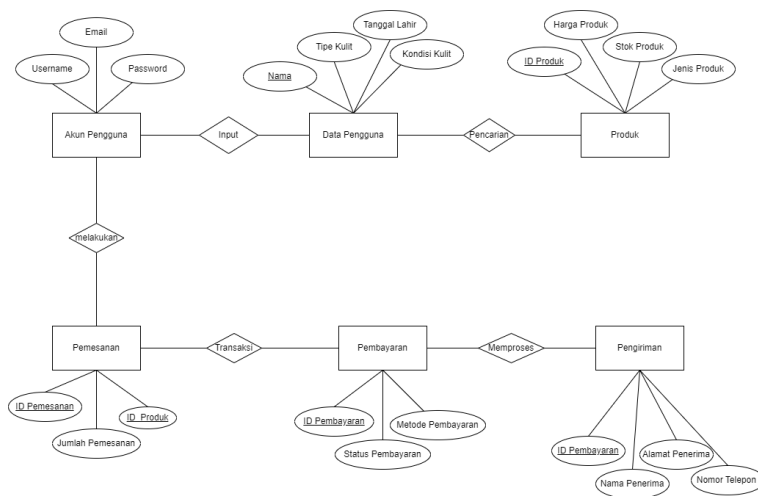 Email
Username
Password
Akun Pengguna
Input
Tanggal Lahir
Tipe Kulit
Kondisi Kulit
Nama
Data Pengguna
Pencarian
Harga Produk
Stok Produk
ID Produk
Jenis Produk
Produk
melakukan
Pemesanan
Transaksi
Pembayaran
Memproses
Pengiriman
ID Pemesanan
ID Produk
Jumlah Pemesanan
ID Pembayaran
Metode Pembayaran
Status Pembayaran
ID Pembayaran
Alamat Penerima
Nama Penerima
Nomor Telepon